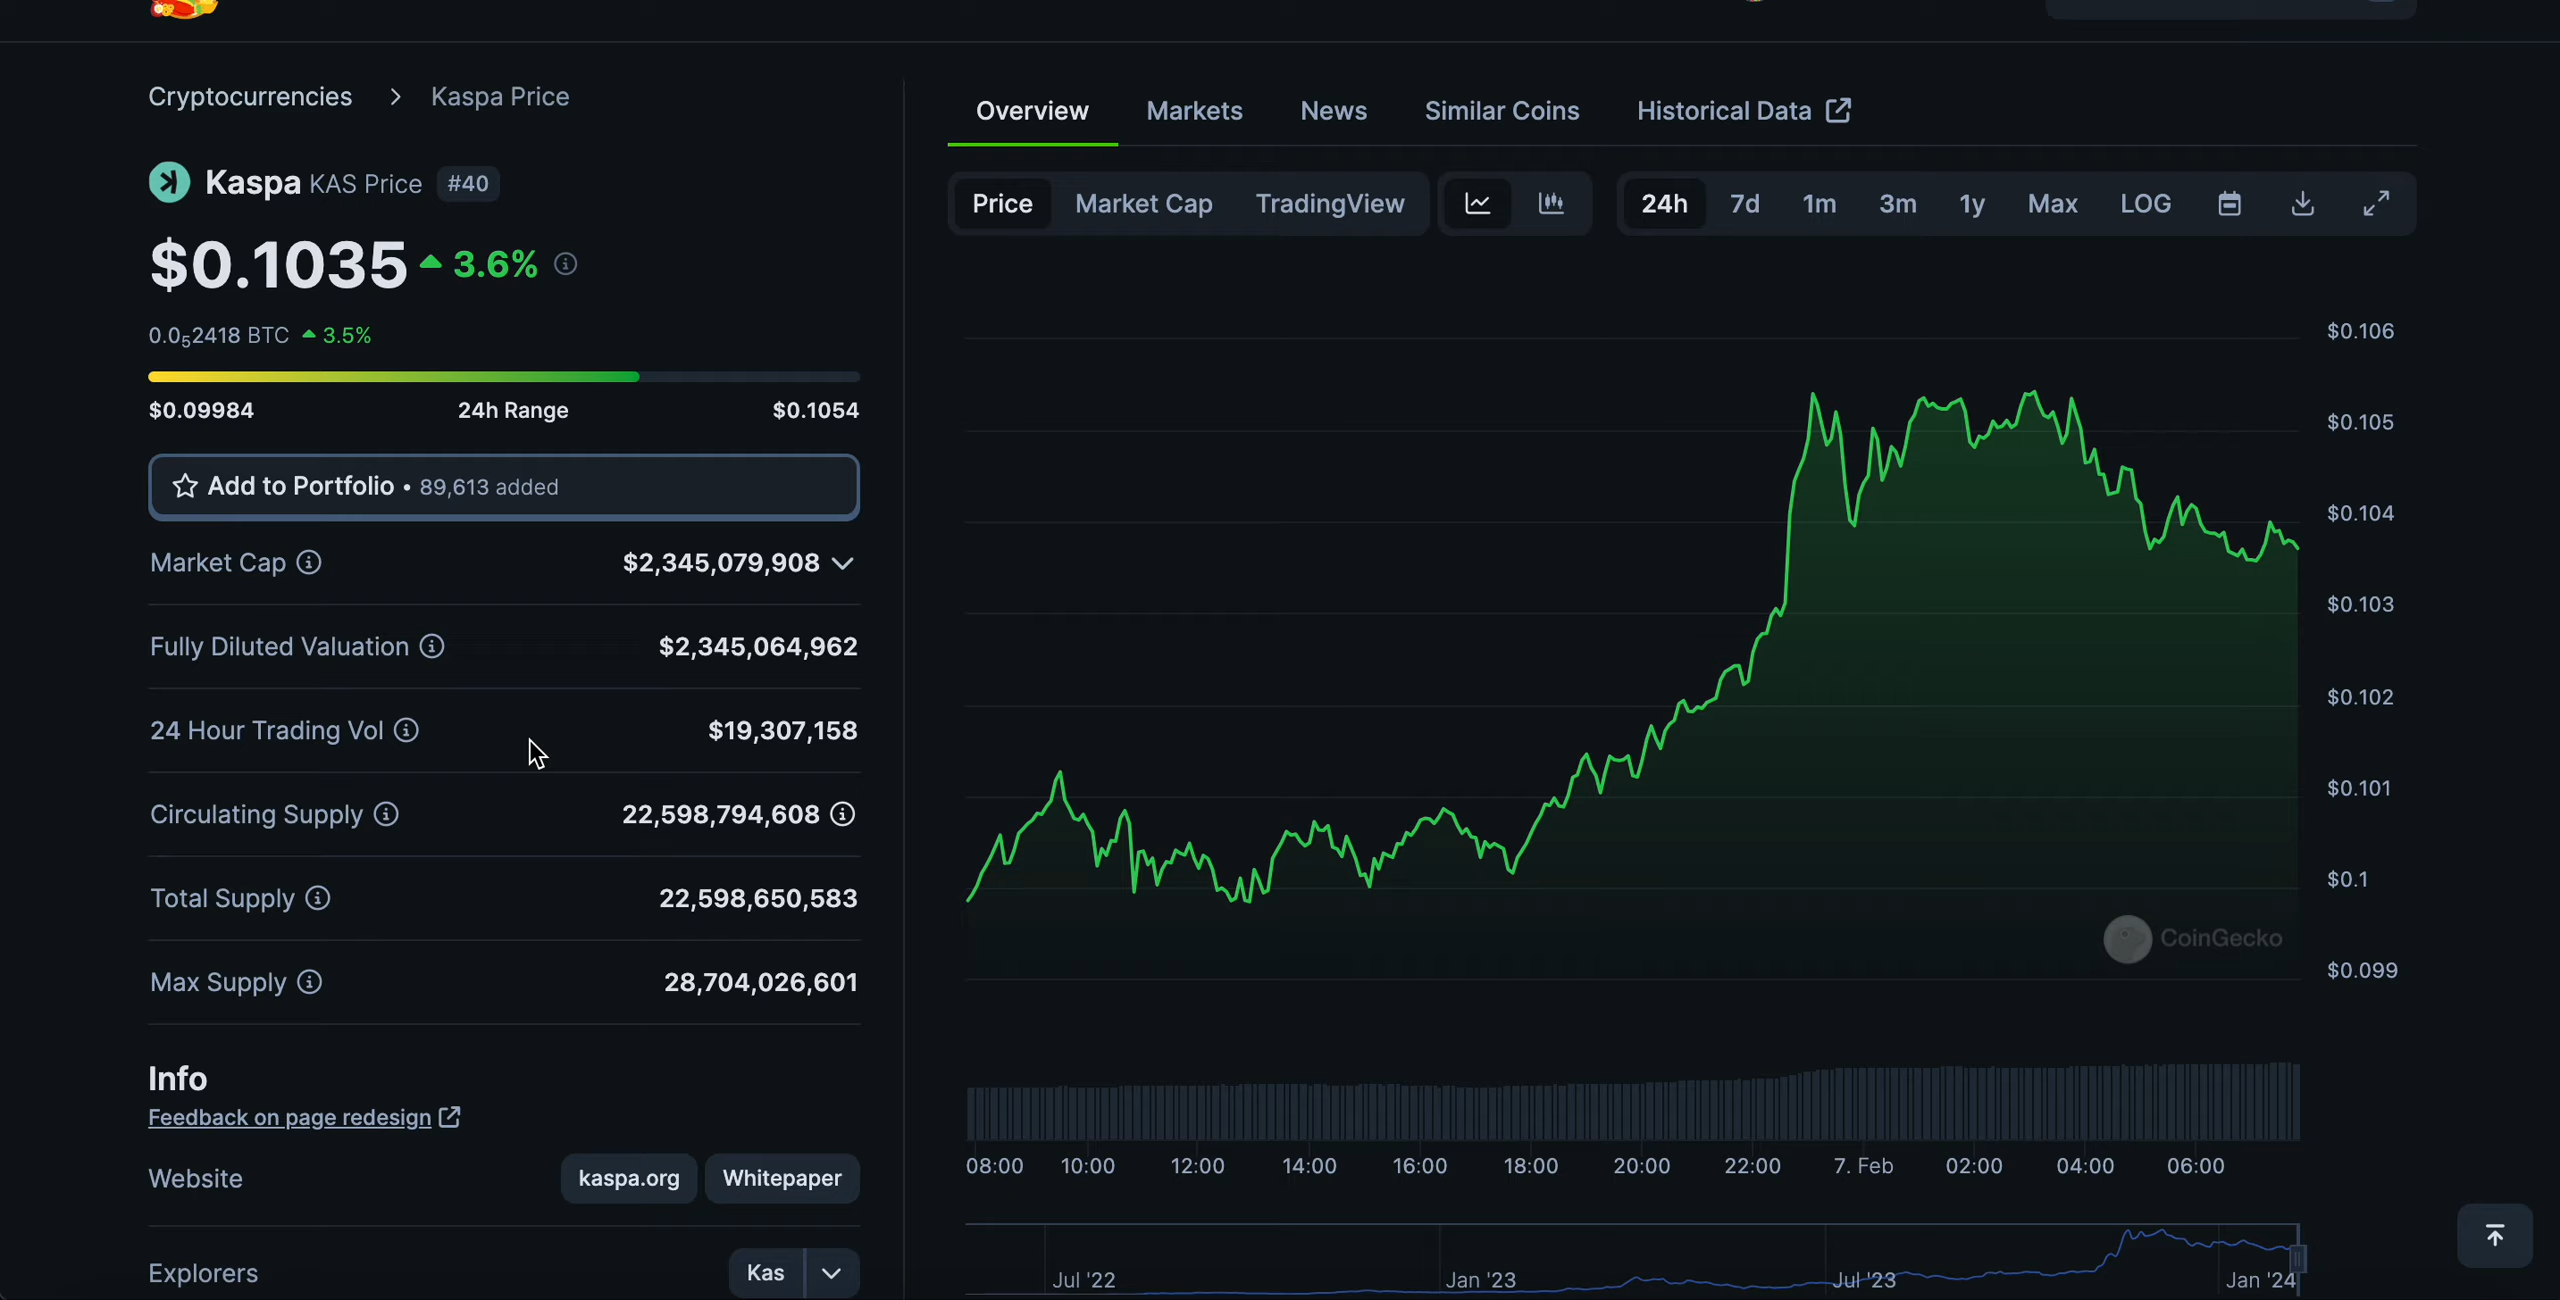 Cryptocurrencies > Kaspa Price
Kaspa KAS Price #40
$0.1035 ▲ 3.6%
0.0₅2418 BTC ▲ 3.5%
$0.09984 24h Range $0.1054
Add to Portfolio • 89,613 added
Market Cap $2,345,079,908
Fully Diluted Valuation $2,345,064,962
24 Hour Trading Vol $19,307,158
Circulating Supply 22,598,794,608
Total Supply 22,598,650,583
Max Supply 28,704,026,601
Info
Feedback on page redesign
Website kaspa.org Whitepaper
Explorers Kas
Overview Markets News Similar Coins Historical Data
Price Market Cap TradingView 24h 7d 1m 3m 1y Max LOG
$0.106
$0.105
$0.104
$0.103
$0.102
$0.101
$0.1
CoinGecko
$0.099
08:00 10:00 12:00 14:00 16:00 18:00 20:00 22:00 7. Feb 02:00 04:00 06:00
Jul '22 Jan '23 Jul '23 Jan '24